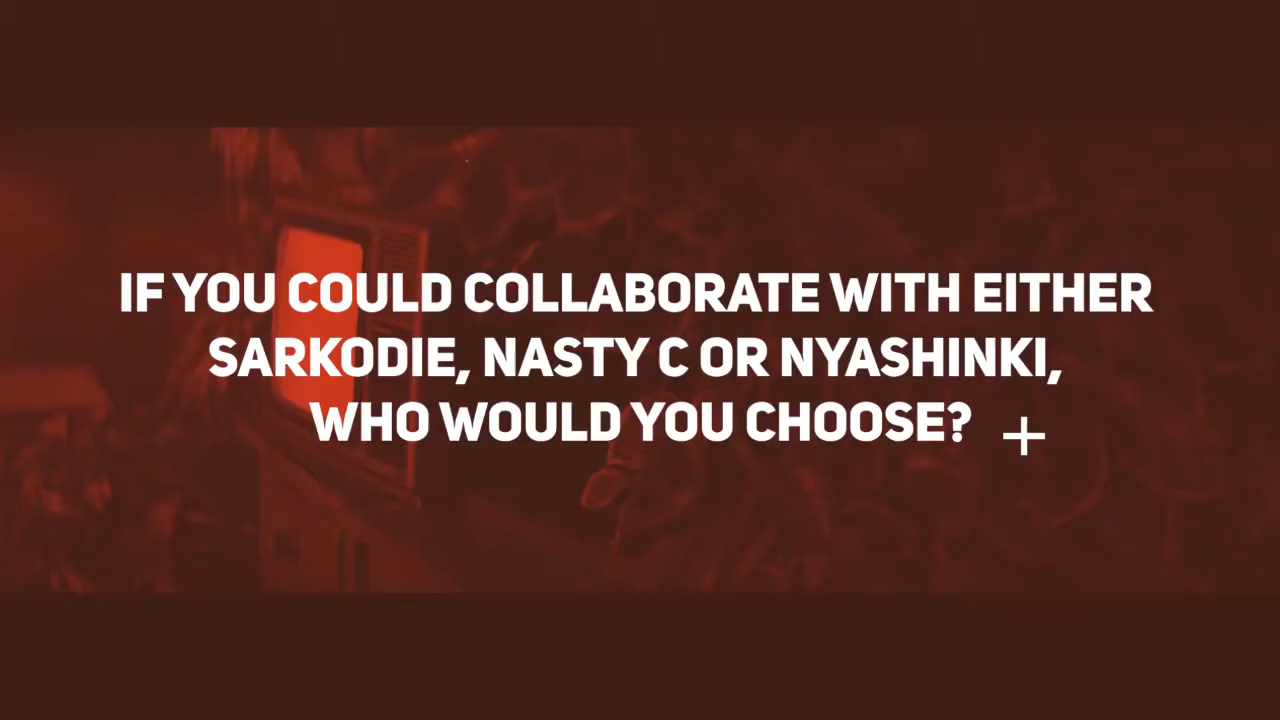 IF YOU COULD COLLABORATE WITH EITHER
SARKODIE, NASTY C OR NYASHINKI,
WHO WOULD YOU CHOOSE?